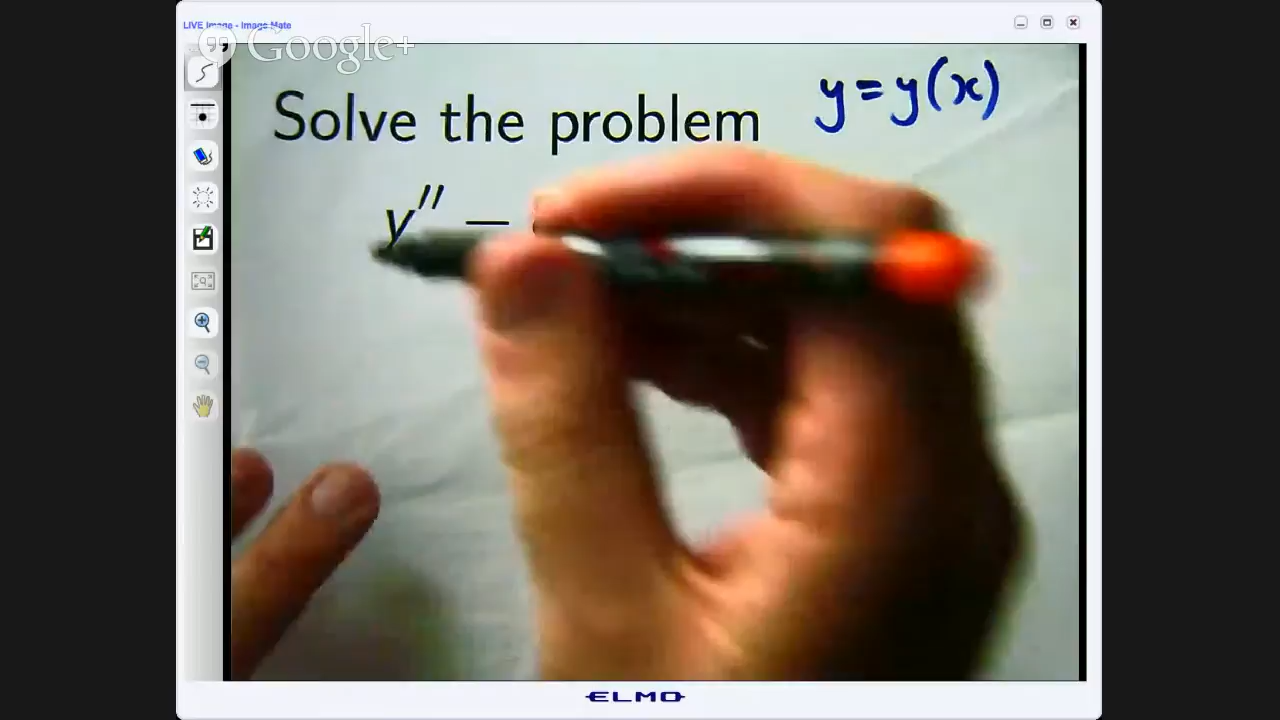 LIVE Image - Image Mate
Google+
Solve the problem
y = y(x)
y″ −
ELMO